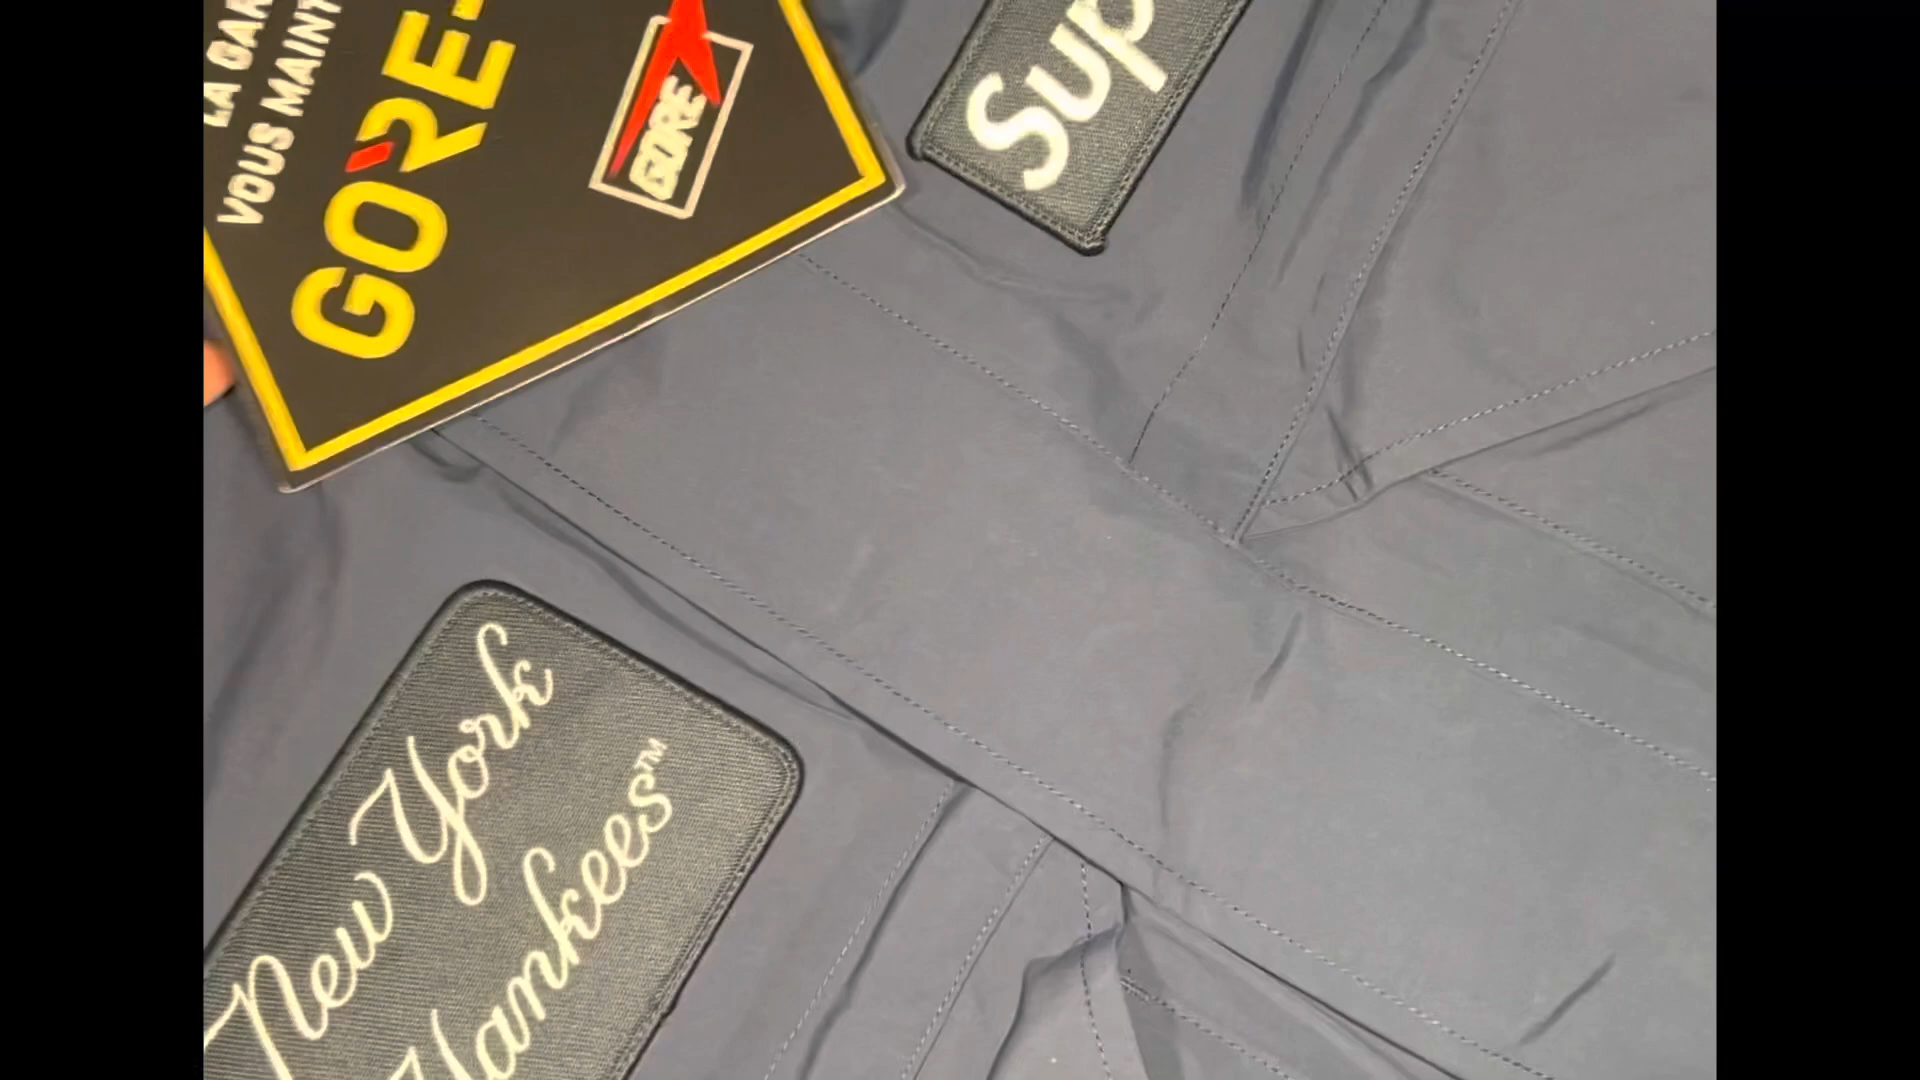 LA GAR
VOUS MAINT
GORE-
GORE
Sup
New York
Yankees™